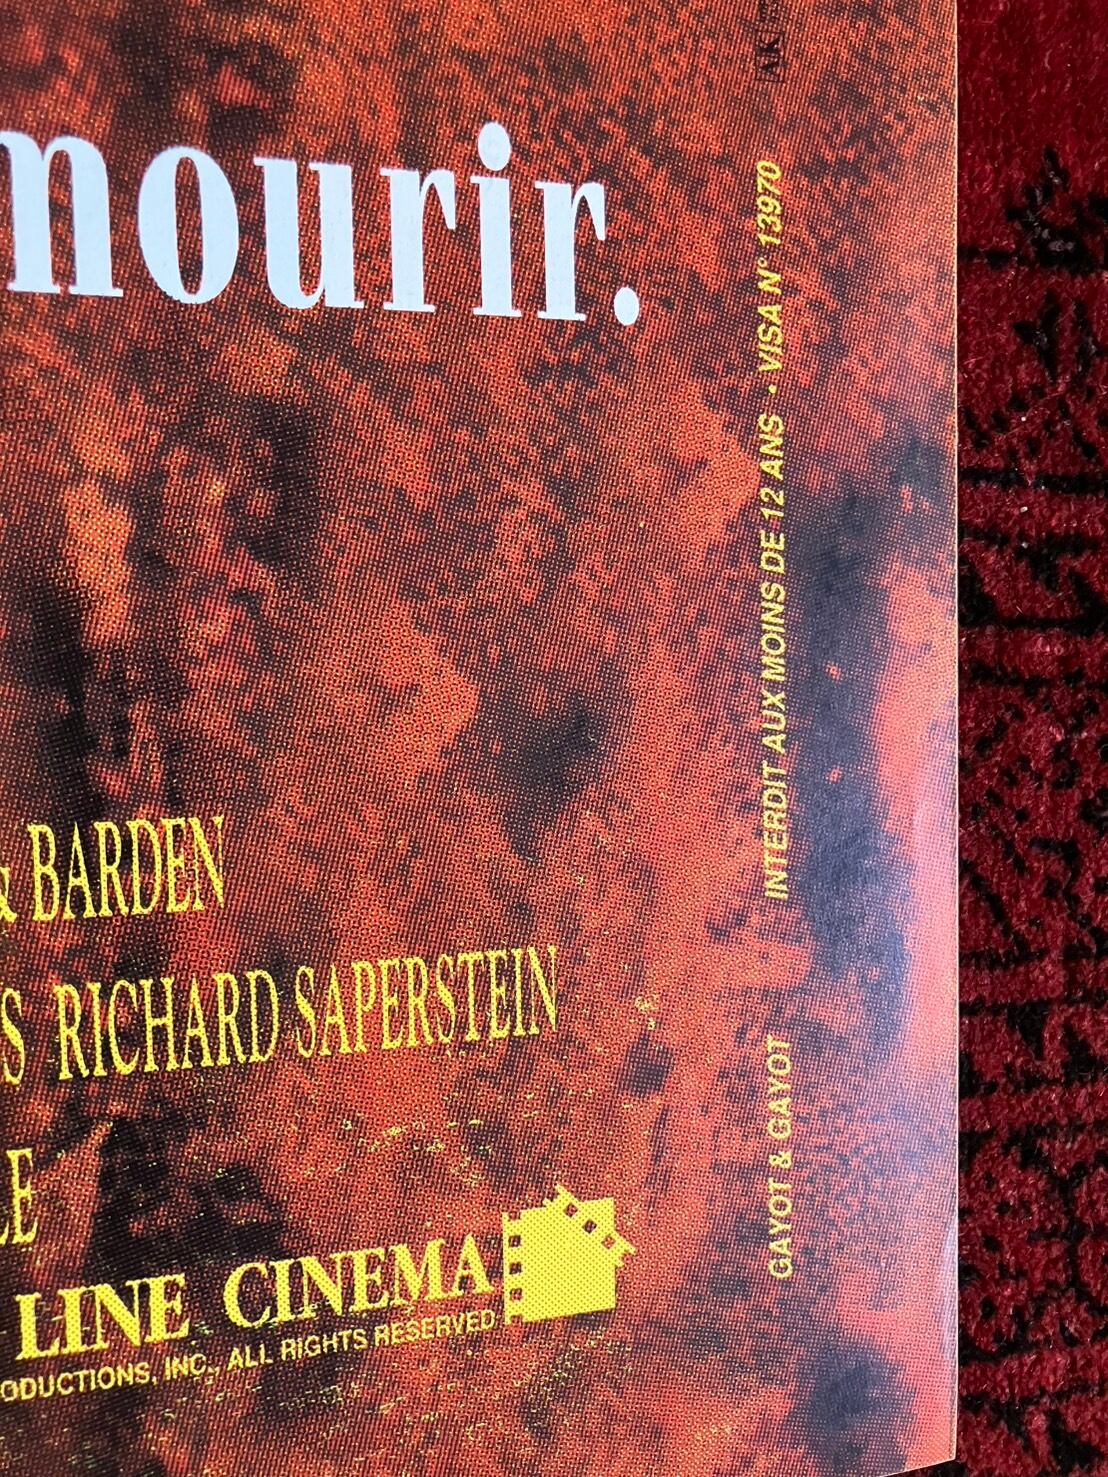 mourir.
& BARDEN
S RICHARD SAPERSTEIN
LE
LINE CINEMA
ODUCTIONS, INC., ALL RIGHTS RESERVED
GAYOT & GAYOT INTERDIT AUX MOINS DE 12 ANS • VISA N° 13970